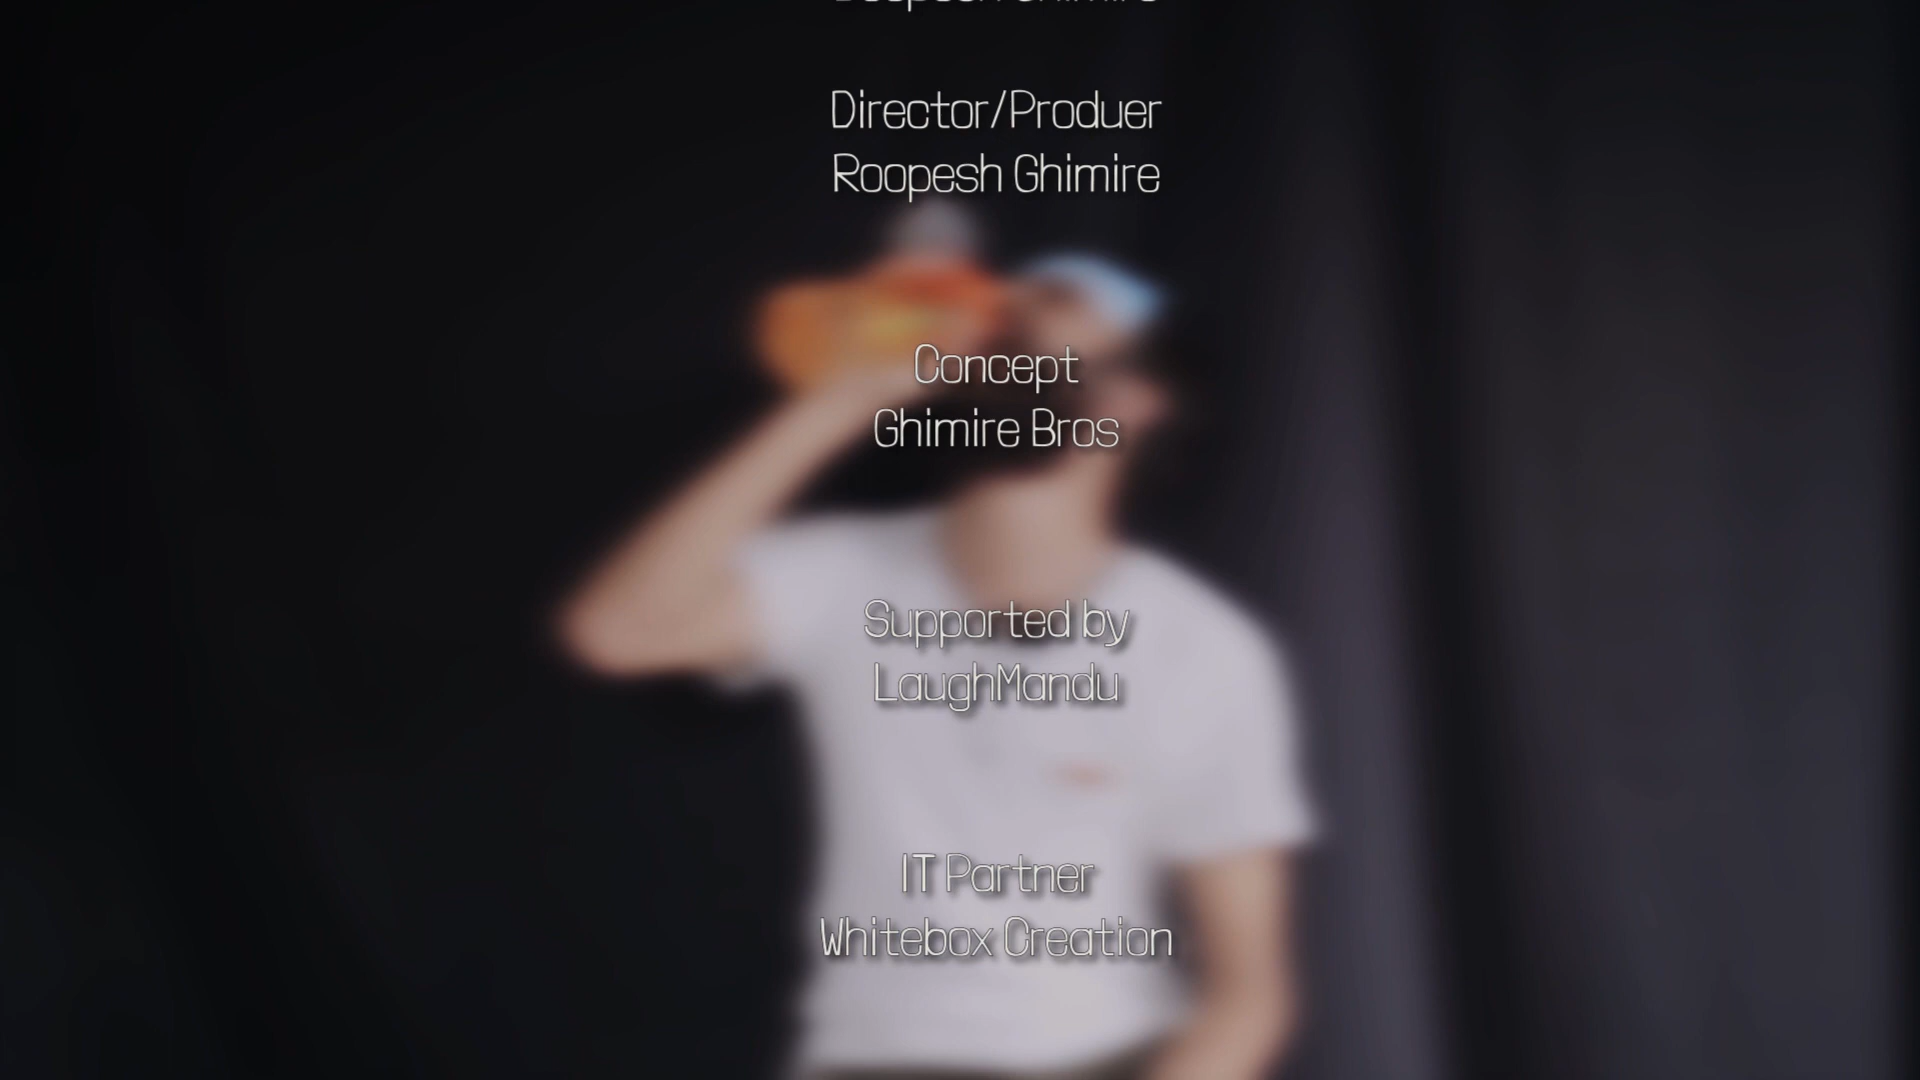 Director/Produer
Roopesh Ghimire
Concept
Ghimire Bros
Supported by
LaughMandu
IT Partner
Whitebox Creation